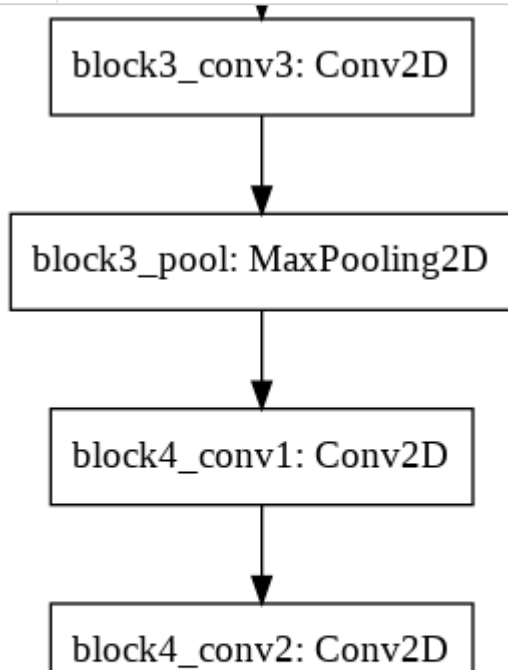 block3_conv3: Conv2D
block3_pool: MaxPooling2D
block4_conv1: Conv2D
block4_conv2: Conv2D